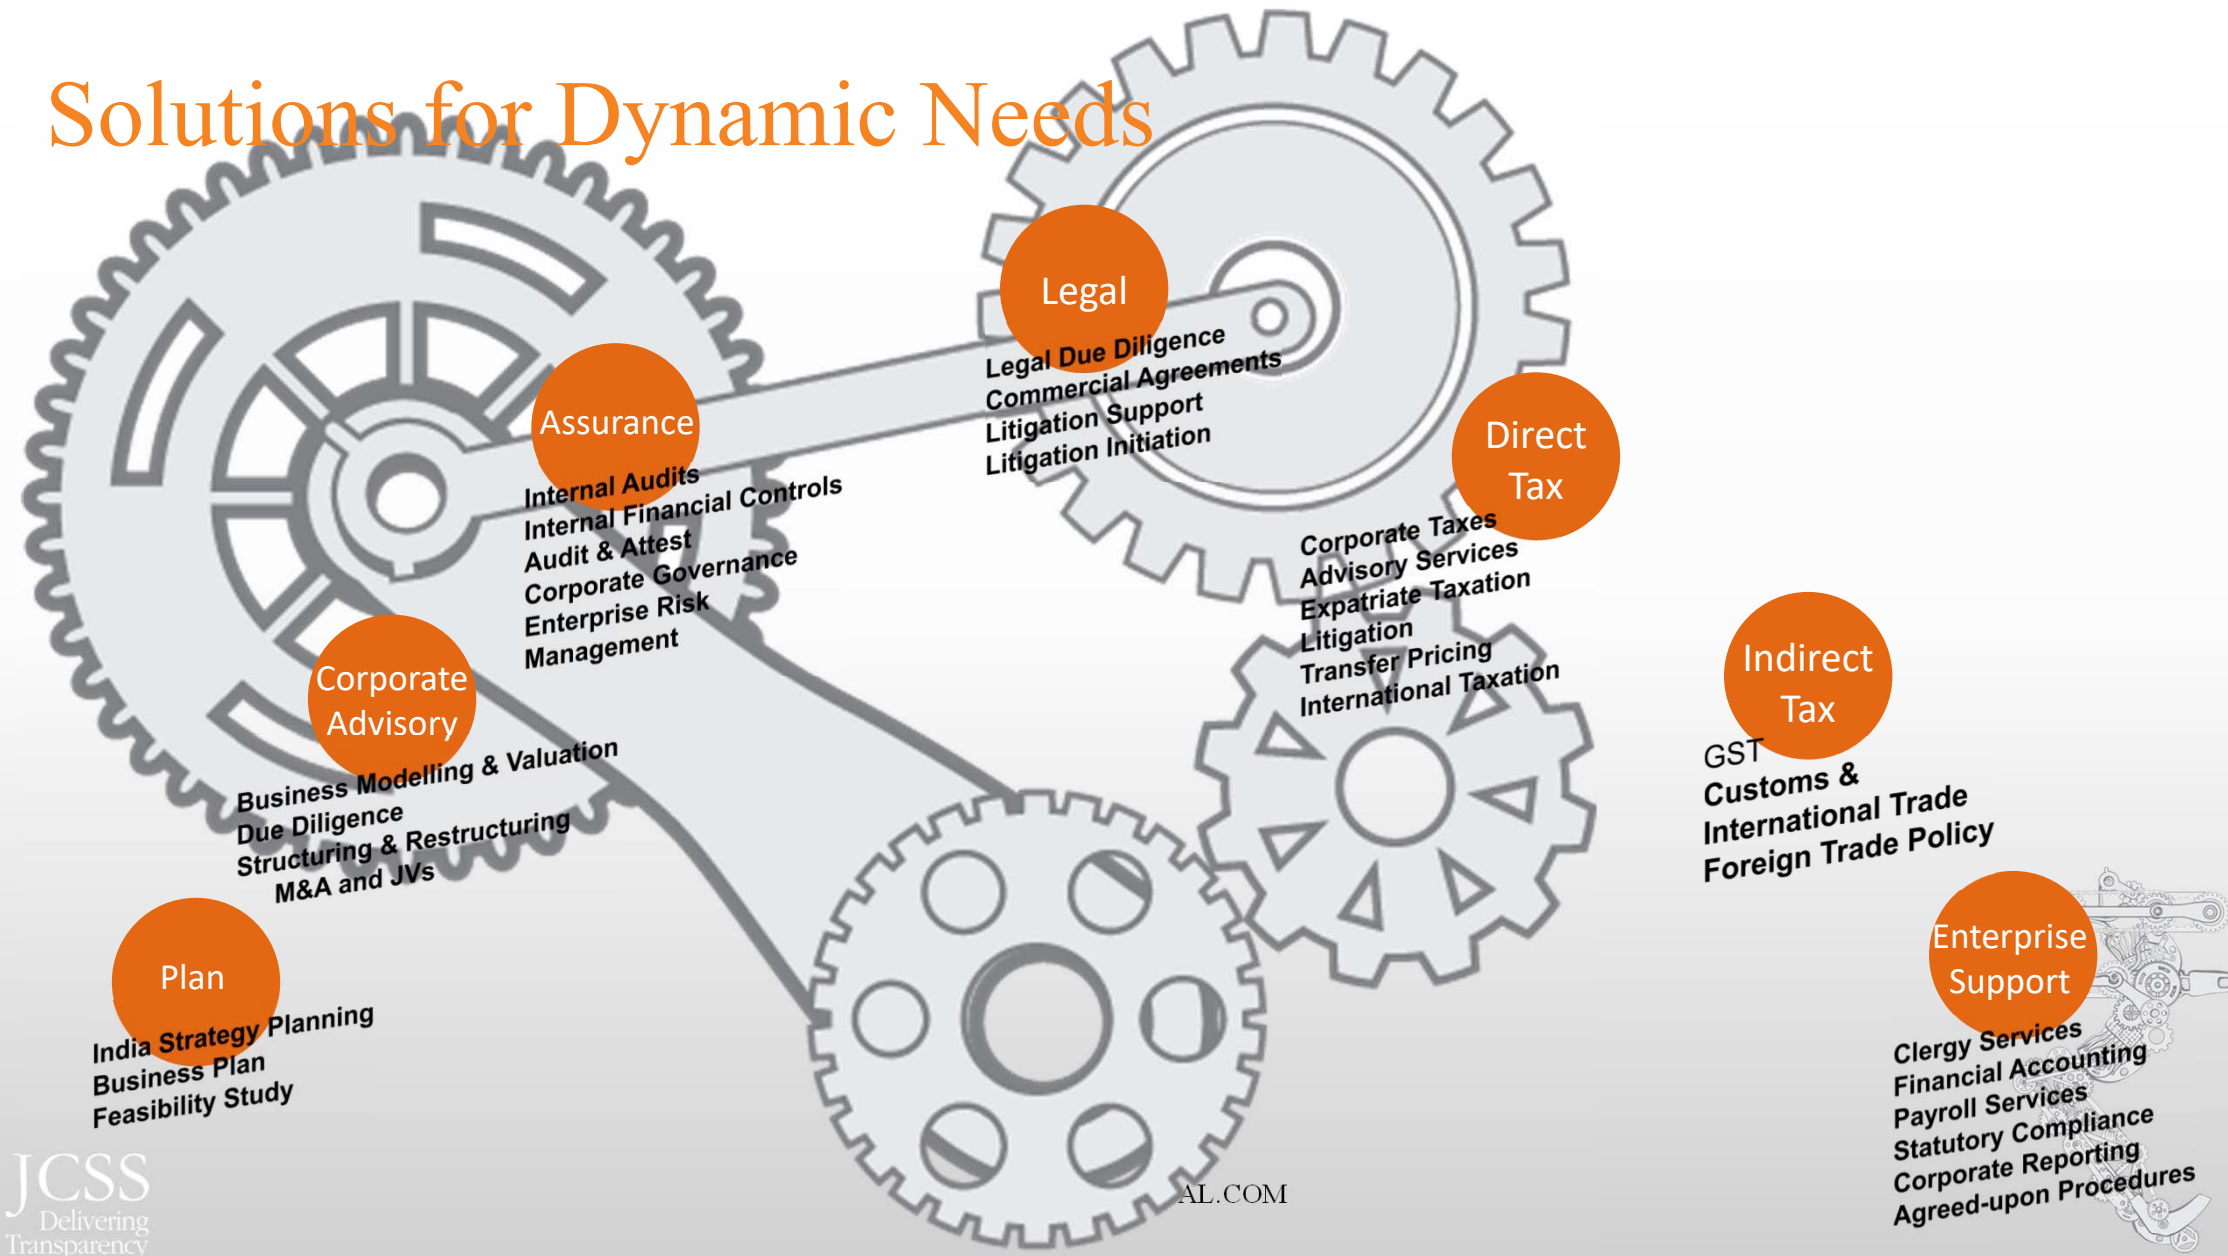 Solutions for Dynamic Needs
Legal
Legal Due Diligence
Commercial Agreements
Litigation Support
Litigation Initiation
Assurance
Internal Audits
Internal Financial Controls
Audit & Attest
Corporate Governance
Enterprise Risk
Management
Direct
Tax
Corporate Taxes
Advisory Services
Expatriate Taxation
Litigation
Transfer Pricing
International Taxation
Corporate
Advisory
Business Modelling & Valuation
Due Diligence
Structuring & Restructuring
M&A and JVs
Indirect
Tax
GST
Customs &
International Trade
Foreign Trade Policy
Plan
India Strategy Planning
Business Plan
Feasibility Study
Enterprise
Support
Clergy Services
Financial Accounting
Payroll Services
Statutory Compliance
Corporate Reporting
Agreed-upon Procedures
JCSS
Delivering
Transparency
AL.COM